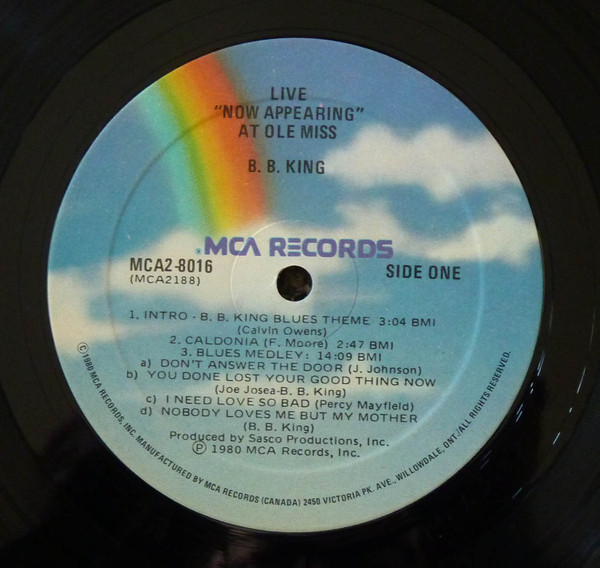 LIVE
"NOW APPEARING"
AT OLE MISS
B. B. KING
MCA RECORDS
MCA2-8016
(MCA2188)
SIDE ONE
1. INTRO - B. B. KING BLUES THEME 3:04 BMI
(Calvin Owens)
2. CALDONIA (F. Moore) 2:47 BMI
3. BLUES MEDLEY: 14:09 BMI
a) DON'T ANSWER THE DOOR (J. Johnson)
b) YOU DONE LOST YOUR GOOD THING NOW
(Joe Josea-B. B. King)
c) I NEED LOVE SO BAD (Percy Mayfield)
d) NOBODY LOVES ME BUT MY MOTHER
(B. B. King)
Produced by Sasco Productions, Inc.
Ⓟ 1980 MCA Records, Inc.
©1980 MCA RECORDS, INC. MANUFACTURED BY MCA RECORDS (CANADA) 2450 VICTORIA PK. AVE., WILLOWDALE, ONT./ALL RIGHTS RESERVED.